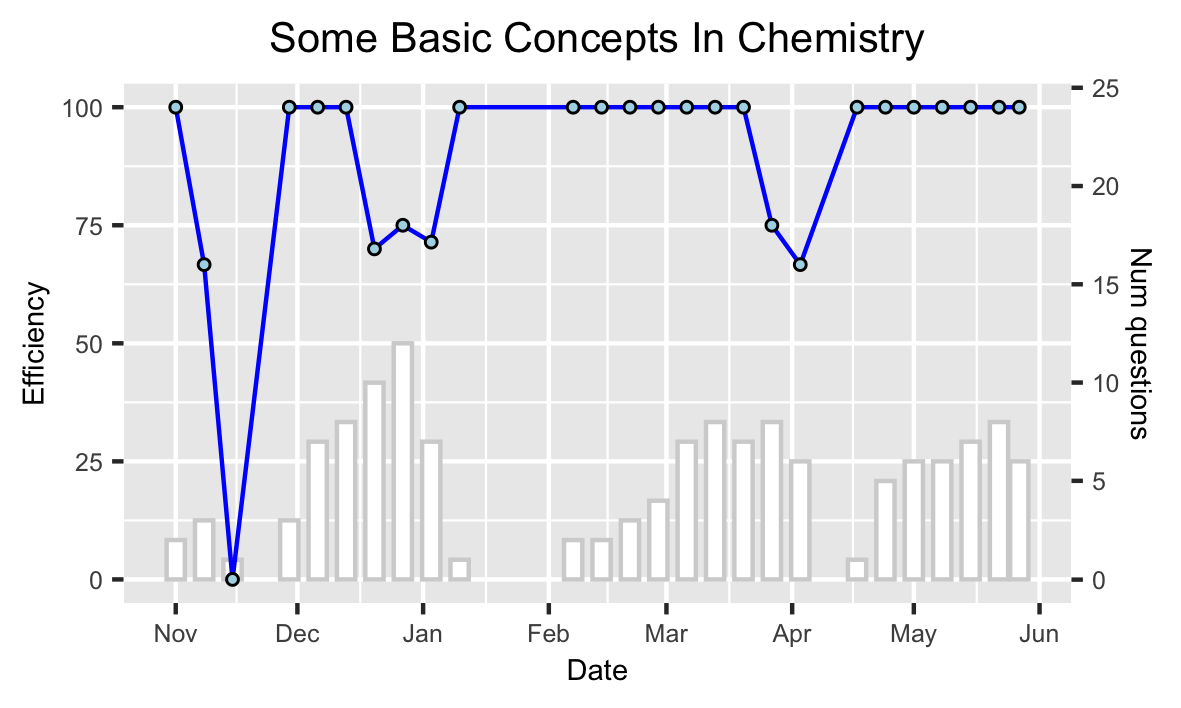 Some Basic Concepts In Chemistry
Efficiency
100
75
50
25
0
25
20
15
10
5
0
Num questions
Nov Dec Jan Feb Mar Apr May Jun
Date